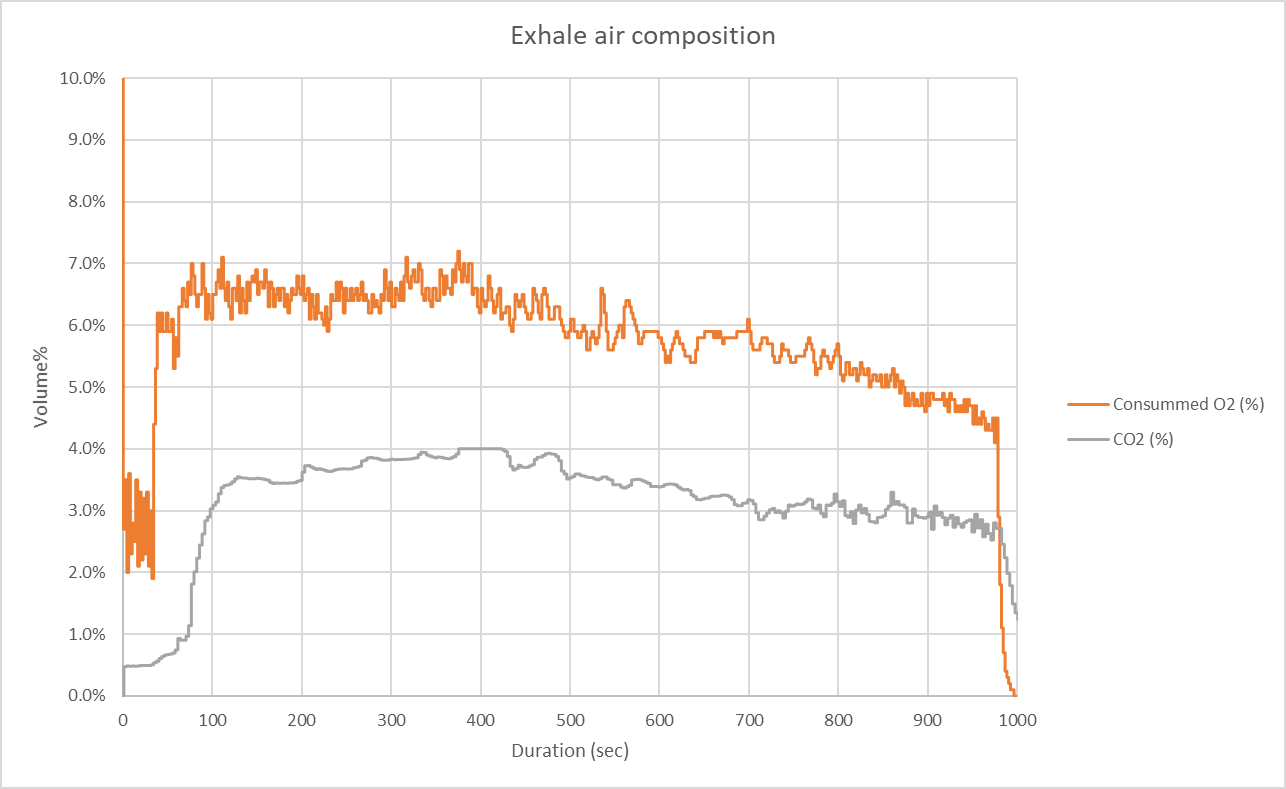 Exhale air composition
10.0%
9.0%
8.0%
7.0%
6.0%
5.0%
4.0%
3.0%
2.0%
1.0%
0.0%
Volume%
0 100 200 300 400 500 600 700 800 900 1000
Duration (sec)
Consummed O2 (%)
CO2 (%)